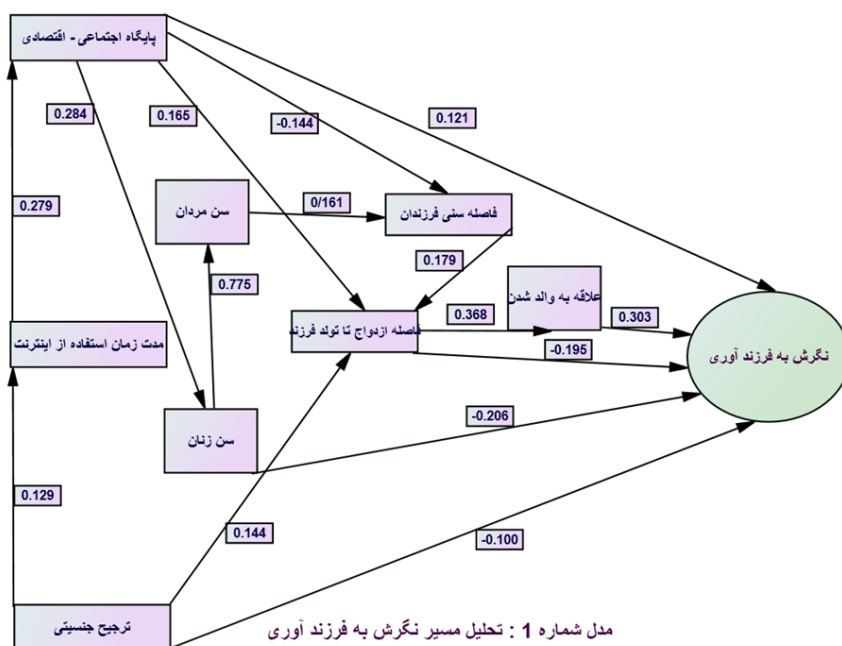 پایگاه اجتماعی - اقتصادی
0.284
0.165
-0.144
0.121
0.279
سن مردان
0/161
فاصله سنی فرزندان
0.775
0.179
علاقه به والد شدن
فاصله ازدواج تا تولد فرزند
0.368
0.303
مدت زمان استفاده از اینترنت
-0.195
نگرش به فرزند آوری
سن زنان
-0.206
0.129
0.144
-0.100
ترجیح جنسیتی
مدل شماره 1 : تحلیل مسیر نگرش به فرزند آوری